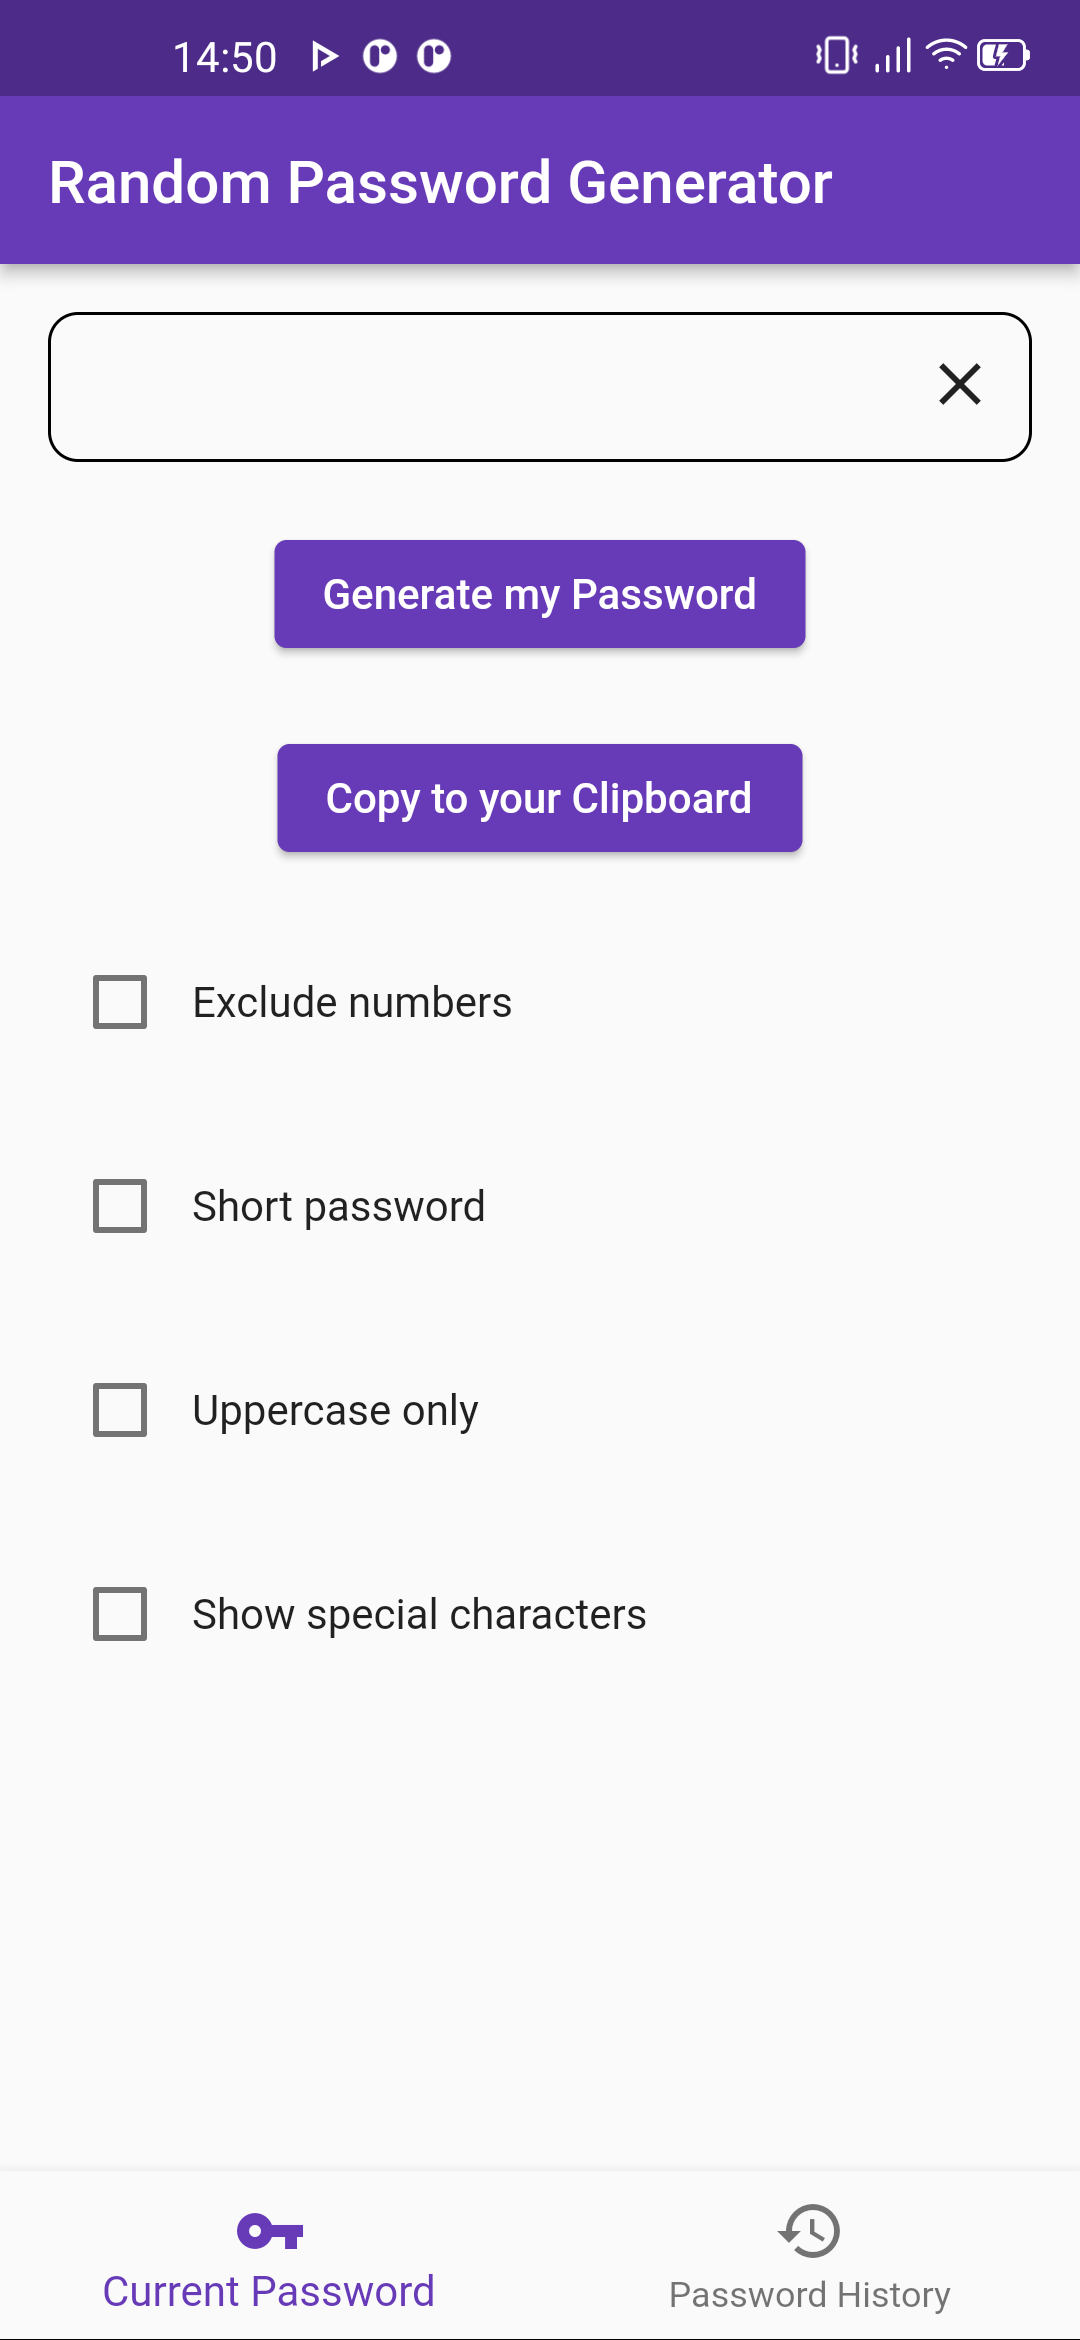 14:50
Random Password Generator
Generate my Password
Copy to your Clipboard
Exclude numbers
Short password
Uppercase only
Show special characters
Current Password
Password History